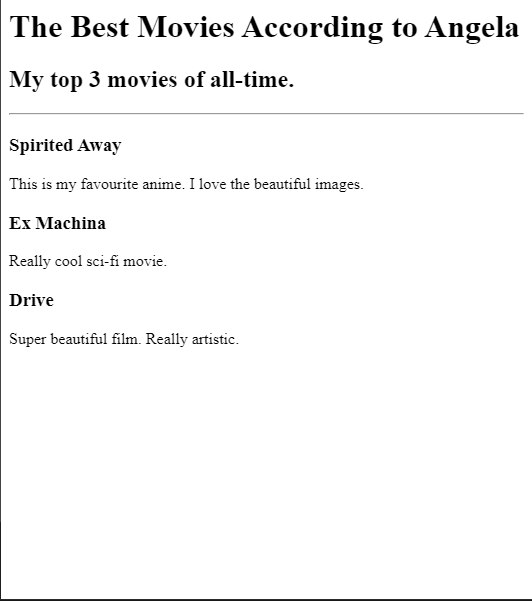 The Best Movies According to Angela
My top 3 movies of all-time.
Spirited Away
This is my favourite anime. I love the beautiful images.
Ex Machina
Really cool sci-fi movie.
Drive
Super beautiful film. Really artistic.